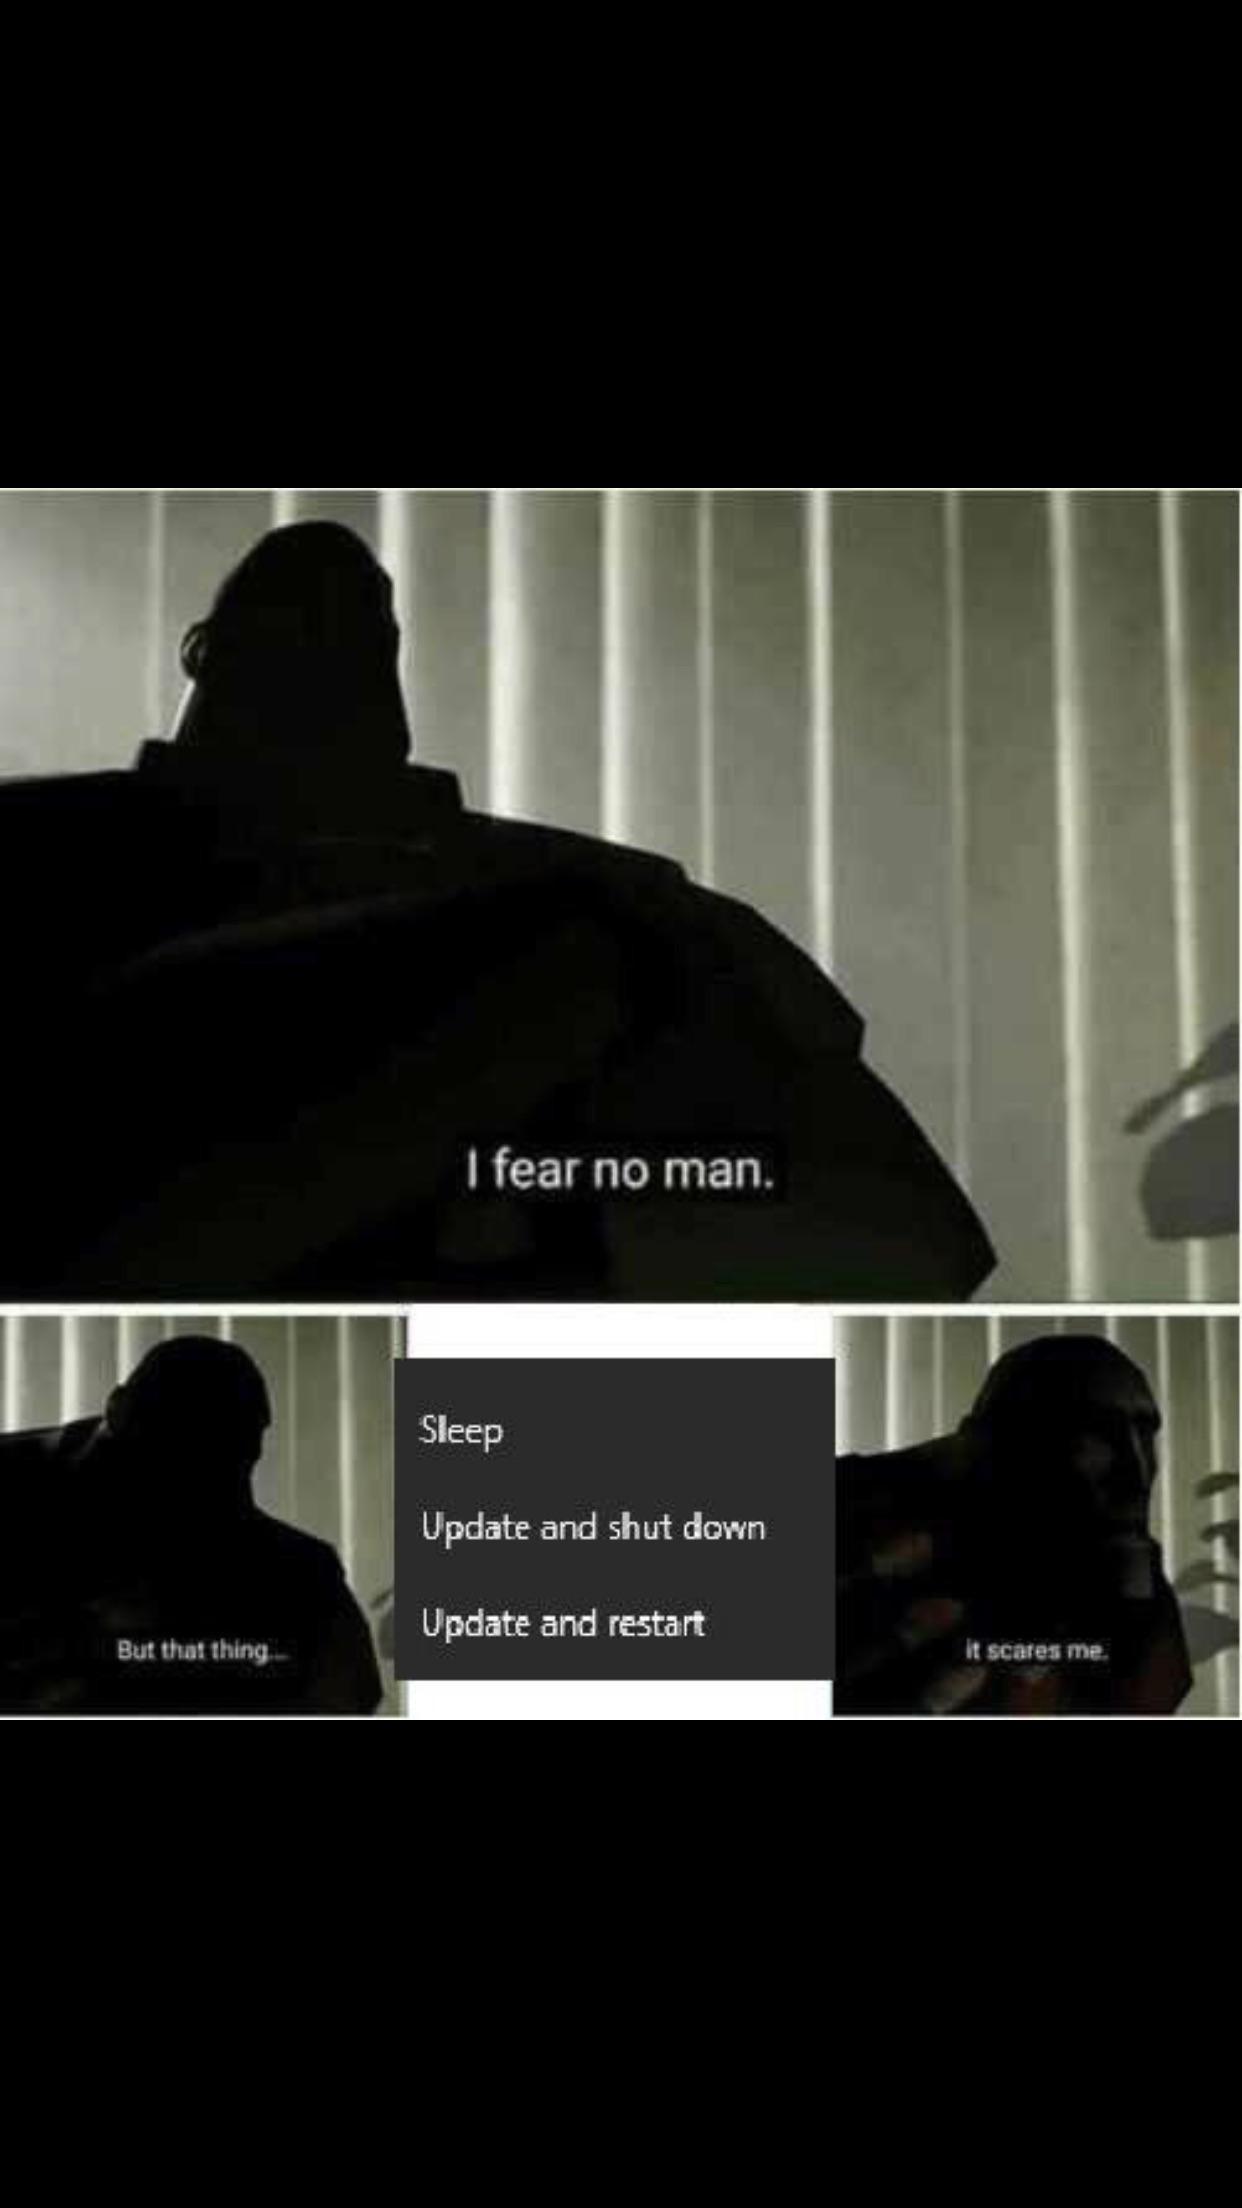 I fear no man.
But that thing...
Sleep
Update and shut down
Update and restart
it scares me.